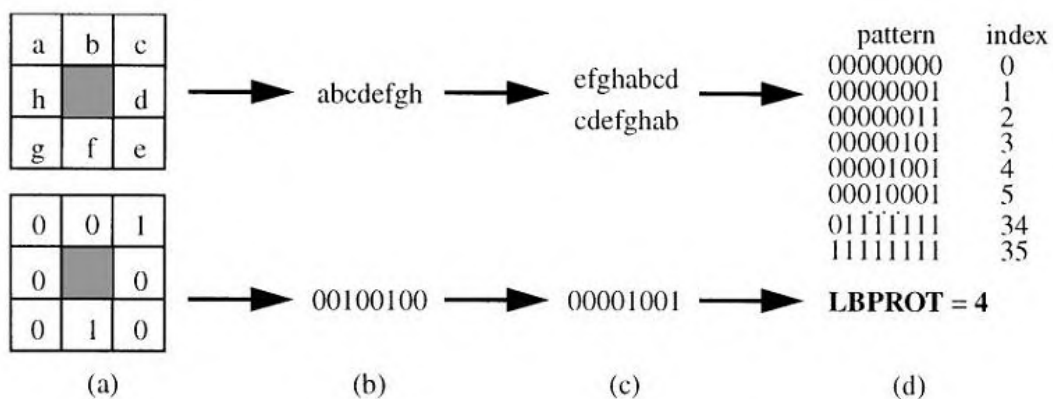 a b c
h d
g f e
abcdefgh
efghabcd
cdefghab
pattern index
00000000 0
00000001 1
00000011 2
00000101 3
00001001 4
00010001 5
...
01111111 34
11111111 35
0 0 1
0 0
0 1 0
00100100
00001001
LBPROT = 4
(a) (b) (c) (d)